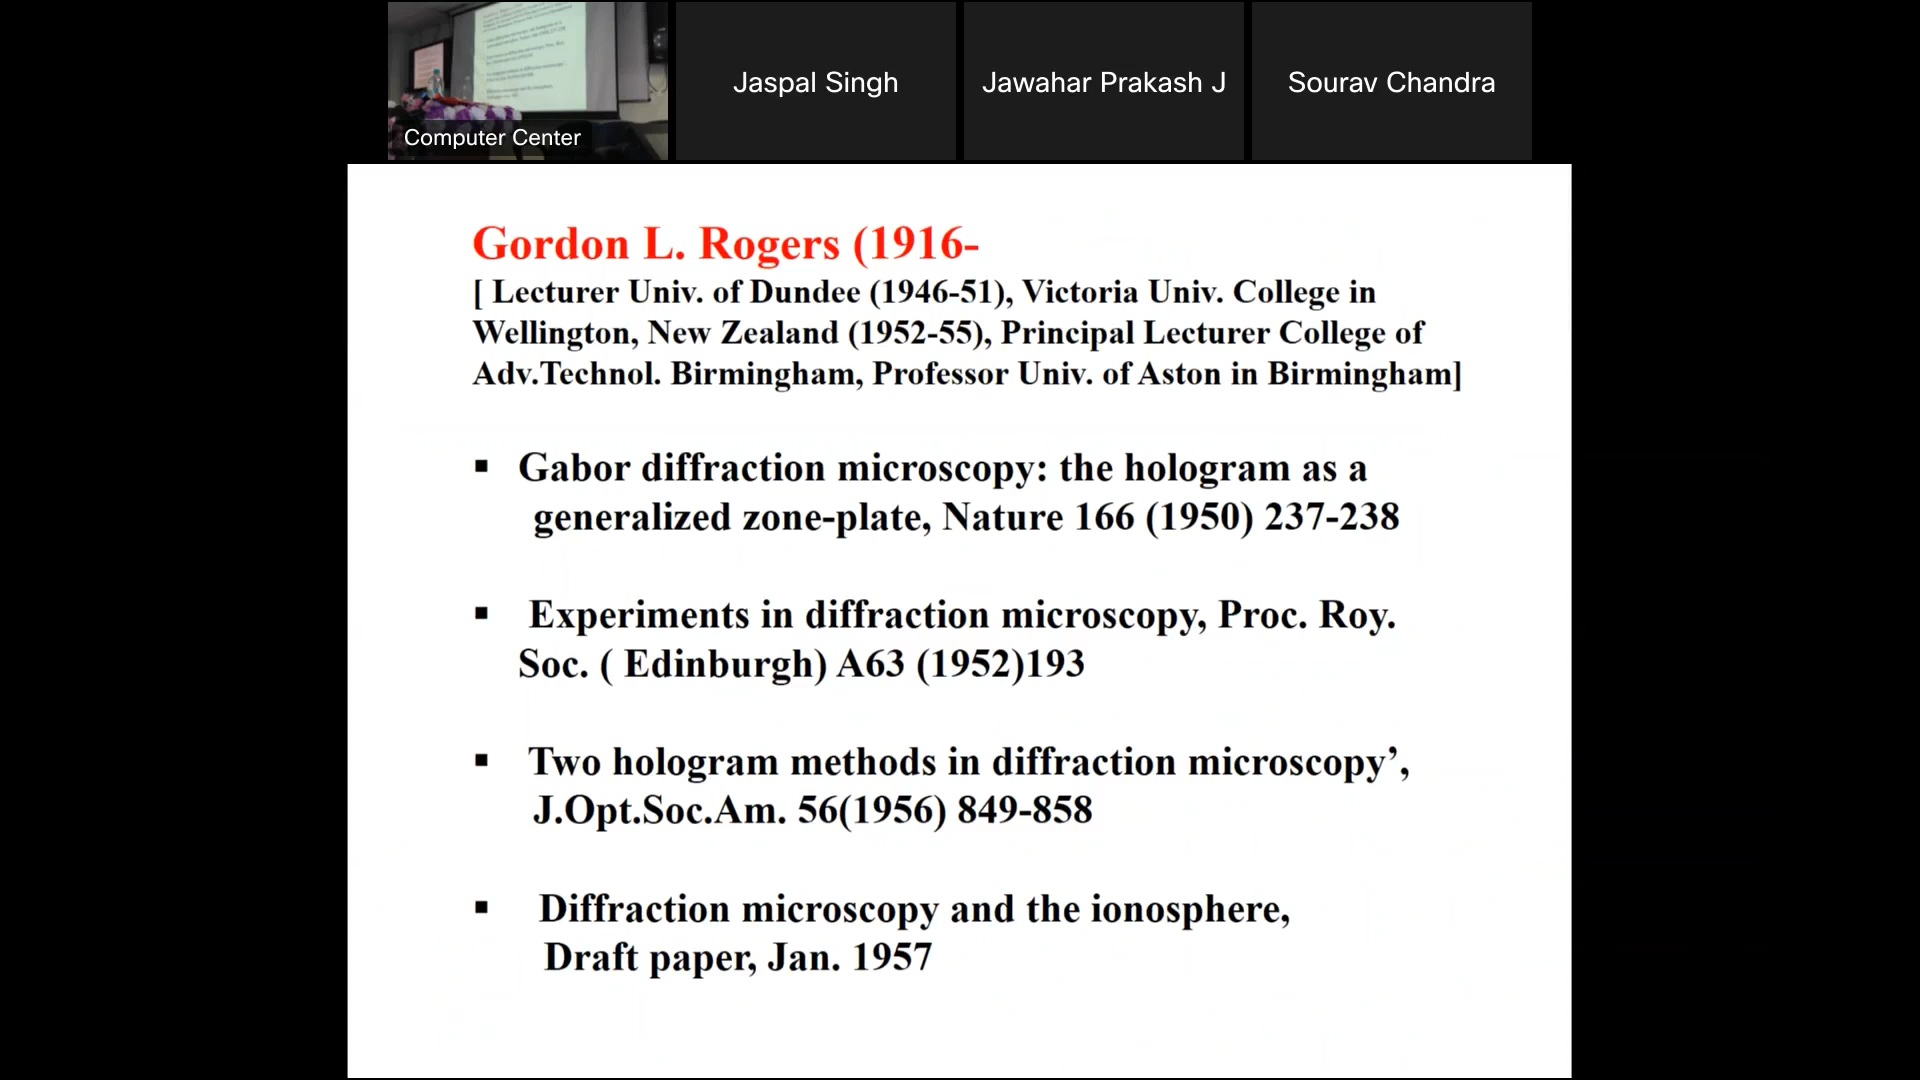 Computer Center
Jaspal Singh
Jawahar Prakash J
Sourav Chandra
Gordon L. Rogers (1916-
[ Lecturer Univ. of Dundee (1946-51), Victoria Univ. College in
Wellington, New Zealand (1952-55), Principal Lecturer College of
Adv.Technol. Birmingham, Professor Univ. of Aston in Birmingham]
▪ Gabor diffraction microscopy: the hologram as a
generalized zone-plate, Nature 166 (1950) 237-238
▪ Experiments in diffraction microscopy, Proc. Roy.
Soc. ( Edinburgh) A63 (1952)193
▪ Two hologram methods in diffraction microscopy’,
J.Opt.Soc.Am. 56(1956) 849-858
▪ Diffraction microscopy and the ionosphere,
Draft paper, Jan. 1957